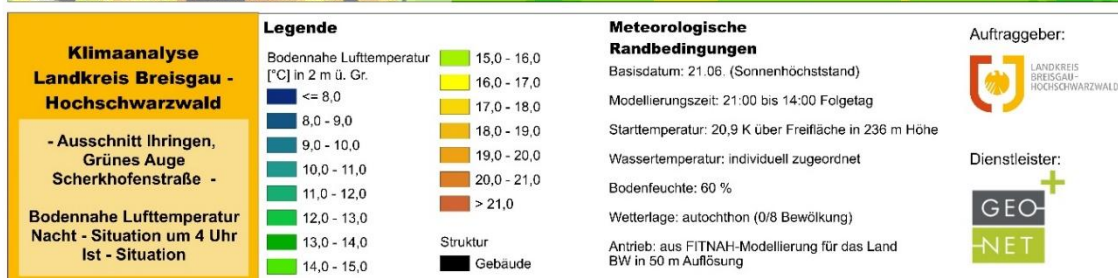 Klimaanalyse
Landkreis Breisgau -
Hochschwarzwald
- Ausschnitt Ihringen,
Grünes Auge
Scherkhofenstraße -
Bodennahe Lufttemperatur
Nacht - Situation um 4 Uhr
Ist - Situation
Legende
Bodennahe Lufttemperatur
[°C] in 2 m ü. Gr.
<= 8,0
8,0 - 9,0
9,0 - 10,0
10,0 - 11,0
11,0 - 12,0
12,0 - 13,0
13,0 - 14,0
14,0 - 15,0
15,0 - 16,0
16,0 - 17,0
17,0 - 18,0
18,0 - 19,0
19,0 - 20,0
20,0 - 21,0
> 21,0
Struktur
Gebäude
Meteorologische
Randbedingungen
Basisdatum: 21.06. (Sonnenhöchststand)
Modellierungszeit: 21:00 bis 14:00 Folgetag
Starttemperatur: 20,9 K über Freifläche in 236 m Höhe
Wassertemperatur: individuell zugeordnet
Bodenfeuchte: 60 %
Wetterlage: autochthon (0/8 Bewölkung)
Antrieb: aus FITNAH-Modellierung für das Land
BW in 50 m Auflösung
Auftraggeber:
LANDKREIS
BREISGAU-
HOCHSCHWARZWALD
Dienstleister:
GEO
NET